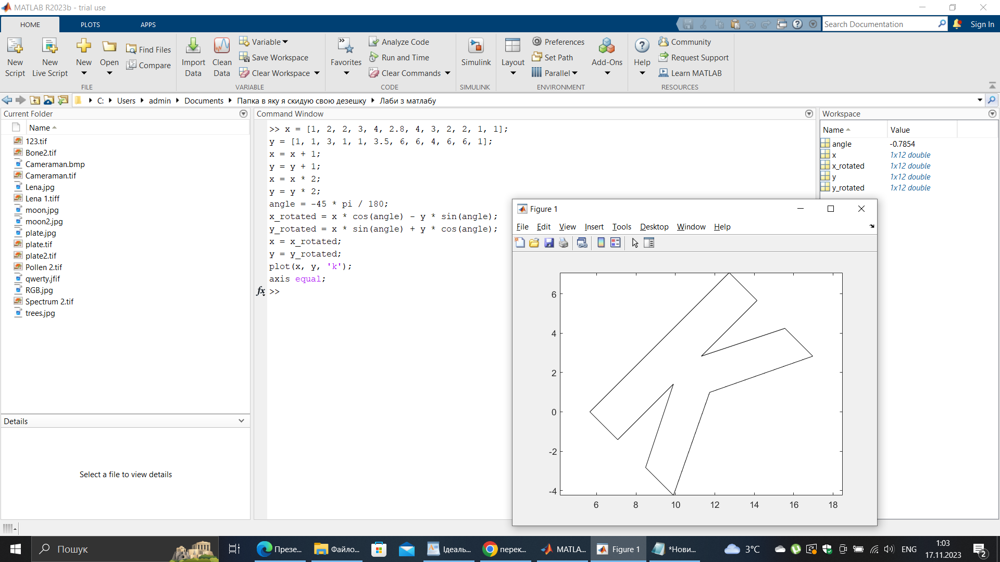 MATLAB R2023b - trial use
HOME PLOTS APPS
Search Documentation
Sign In
New Script
New Live Script
New
Open
Find Files
Compare
FILE
Import Data
Clean Data
Variable
Save Workspace
Clear Workspace
VARIABLE
Favorites
Analyze Code
Run and Time
Clear Commands
CODE
Simulink
SIMULINK
Layout
Preferences
Set Path
Parallel
Add-Ons
ENVIRONMENT
Help
Community
Request Support
Learn MATLAB
RESOURCES
C: Users admin Documents Папка в яку я скидую свою дезешку Лаби з матлабу
Current Folder
Name
123.tif
Bone2.tif
Cameraman.bmp
Cameraman.tif
Lena.jpg
Lena 1.tiff
moon.jpg
moon2.jpg
plate.jpg
plate.tif
plate2.tif
Pollen 2.tif
qwerty.jfif
RGB.jpg
Spectrum 2.tif
trees.jpg
Details
Select a file to view details
Command Window
>> x = [1, 2, 2, 3, 4, 2.8, 4, 3, 2, 2, 1, 1];
y = [1, 1, 3, 1, 1, 3.5, 6, 6, 4, 6, 6, 1];
x = x + 1;
y = y + 1;
x = x * 2;
y = y * 2;
angle = -45 * pi / 180;
x_rotated = x * cos(angle) - y * sin(angle);
y_rotated = x * sin(angle) + y * cos(angle);
x = x_rotated;
y = y_rotated;
plot(x, y, 'k');
axis equal;
fx >>
Workspace
Name Value
angle -0.7854
x 1x12 double
x_rotated 1x12 double
y 1x12 double
y_rotated 1x12 double
Figure 1
File Edit View Insert Tools Desktop Window Help
6
4
2
0
-2
-4
6 8 10 12 14 16 18
Пошук
Презе...
Файло...
Ідеаль...
перек...
MATLA...
Figure 1
*Нови...
3°C
ENG
1:03
17.11.2023
2